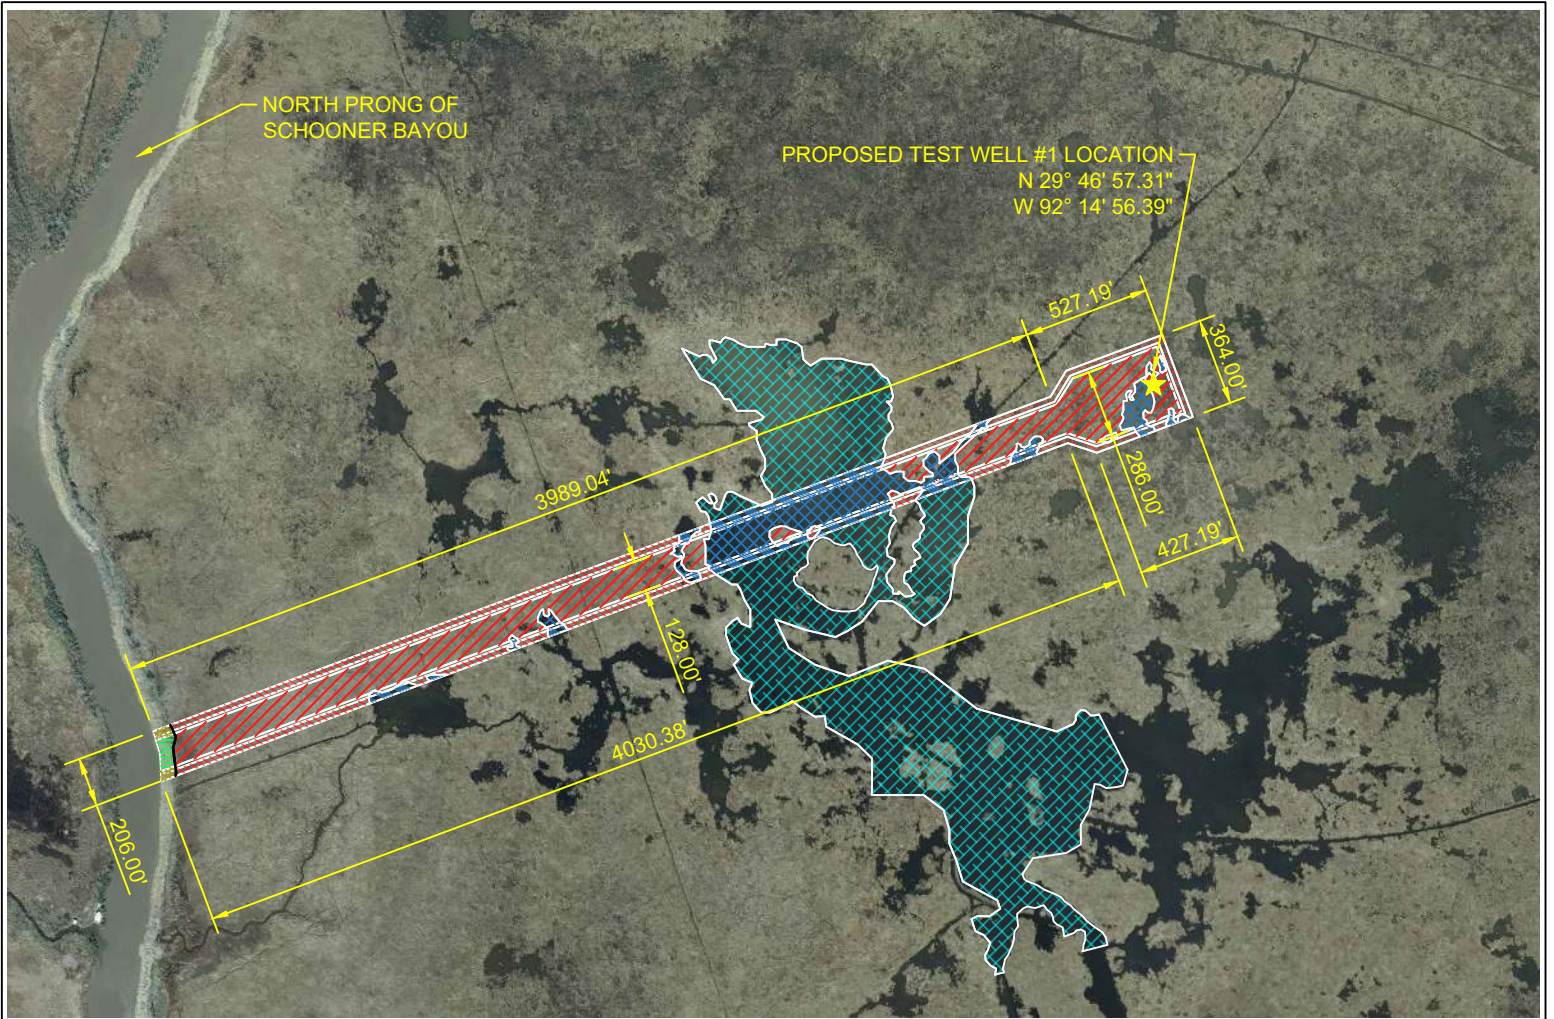 NORTH PRONG OF
SCHOONER BAYOU
PROPOSED TEST WELL #1 LOCATION
N 29° 46' 57.31"
W 92° 14' 56.39"
527.19'
364.00'
3989.04'
286.00'
427.19'
128.00'
4030.38'
206.00'